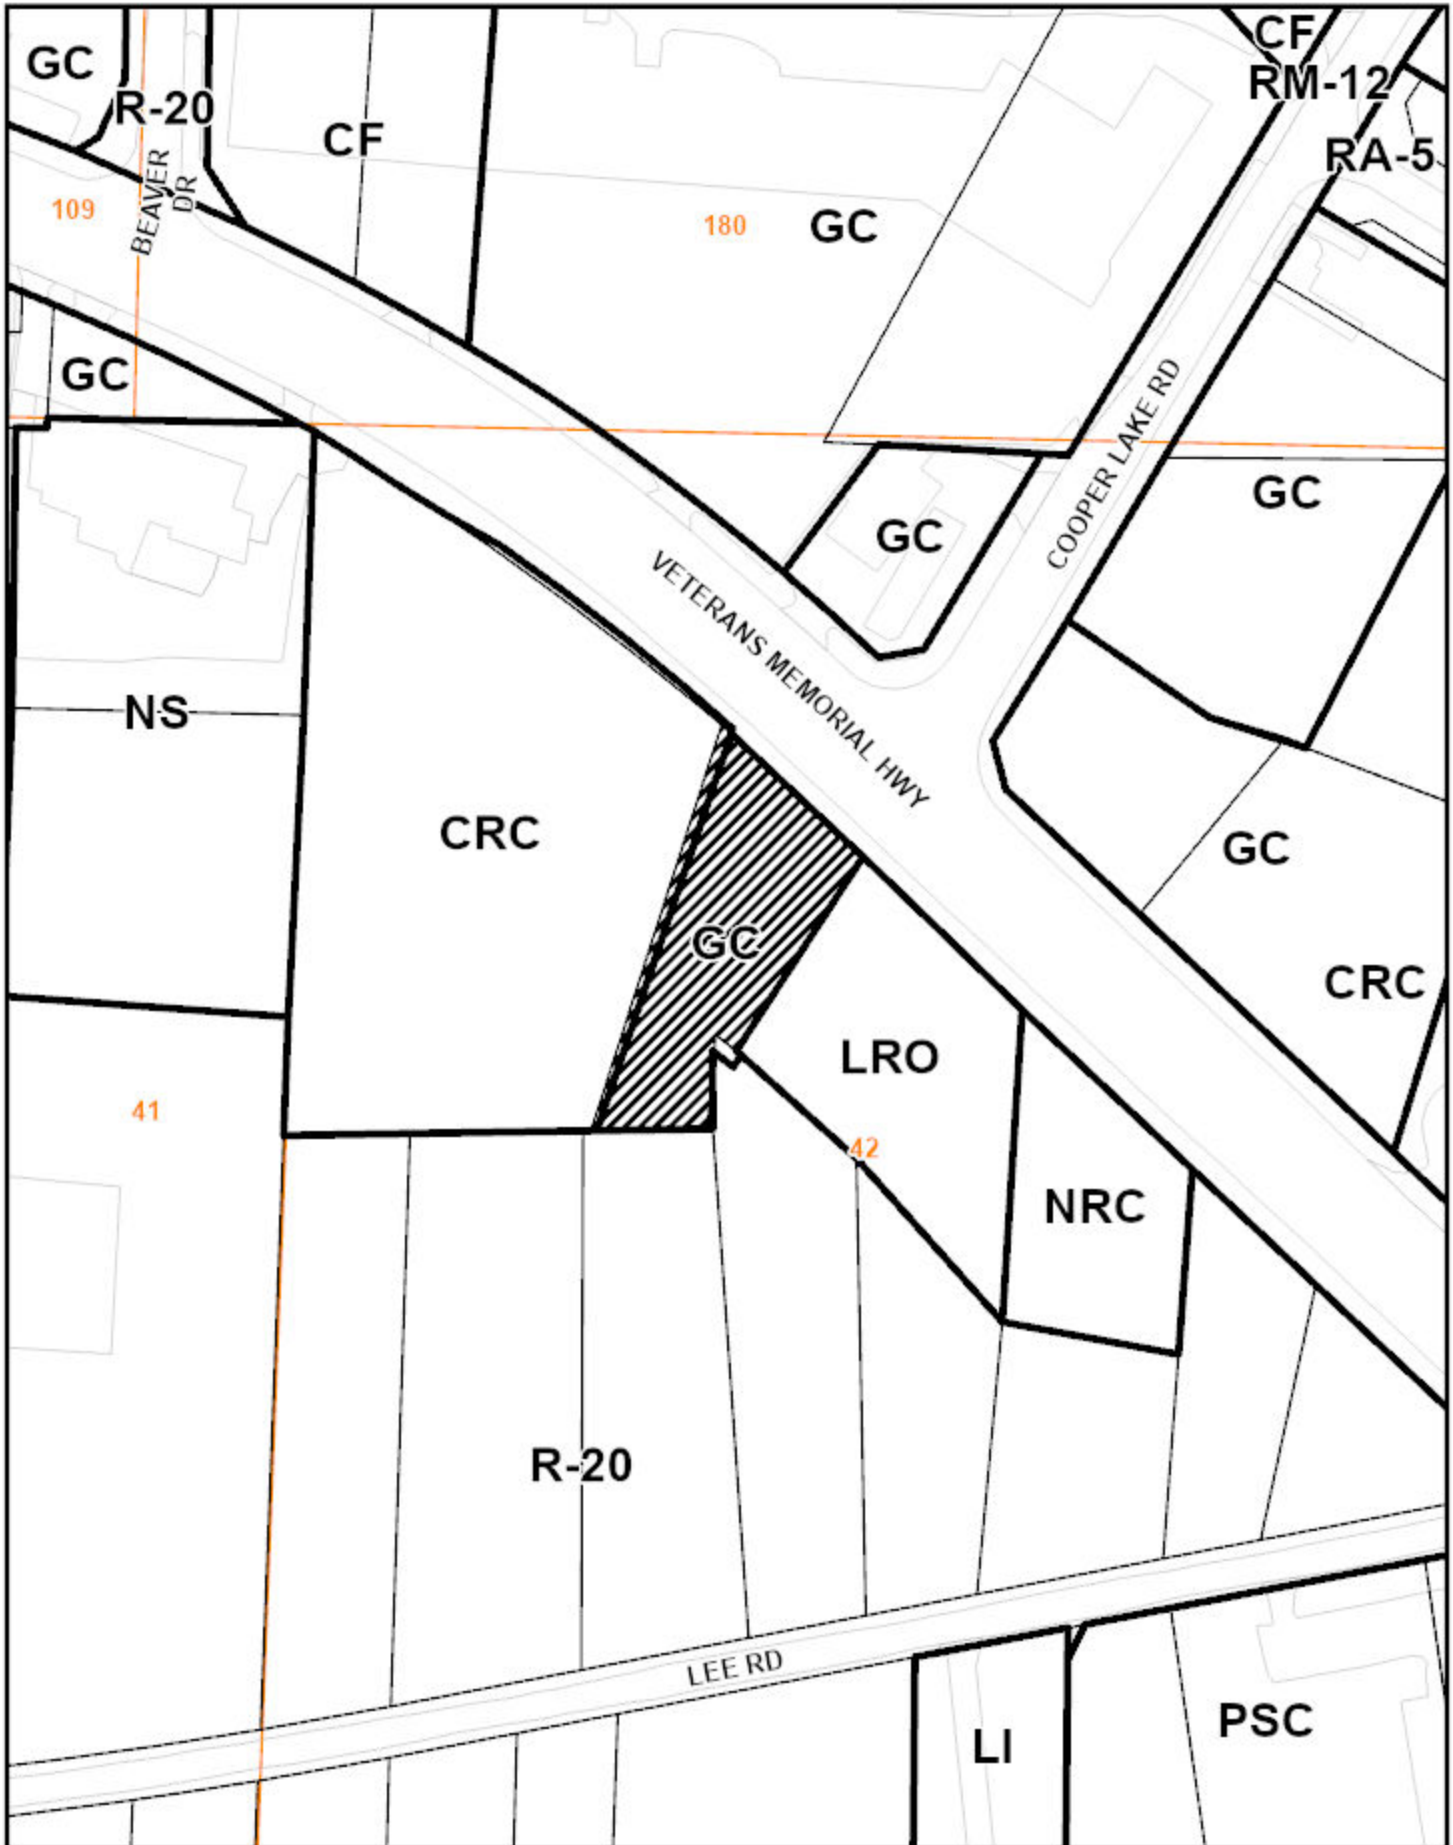 CF
GC
RM-12
R-20
CF
RA-5
BEAVER
DR
109
180
GC
GC
COOPER LAKE RD
GC
GC
VETERANS MEMORIAL HWY
NS
CRC
GC
GC
CRC
LRO
41
42
NRC
R-20
LEE RD
PSC
LI